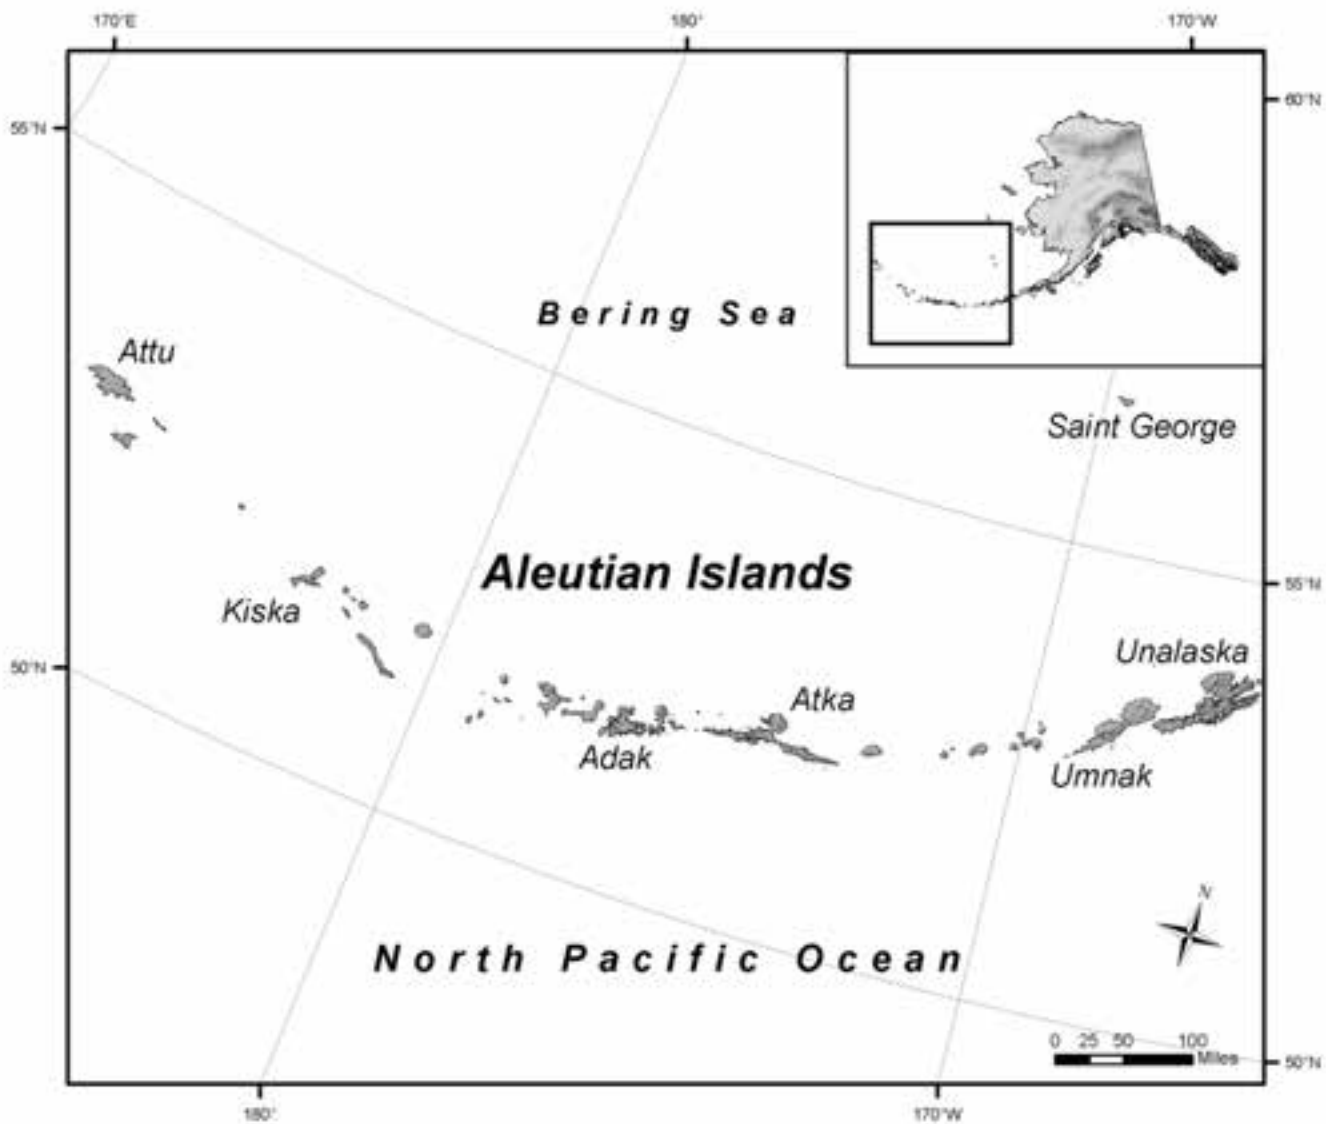 170°E 180° 170°W
55°N
60°N
Bering Sea
Attu
Saint George
Aleutian Islands
55°N
Kiska
Unalaska
50°N
Atka
Adak
Umnak
N
North Pacific Ocean
0 25 50 100
Miles
50°N
180° 170°W